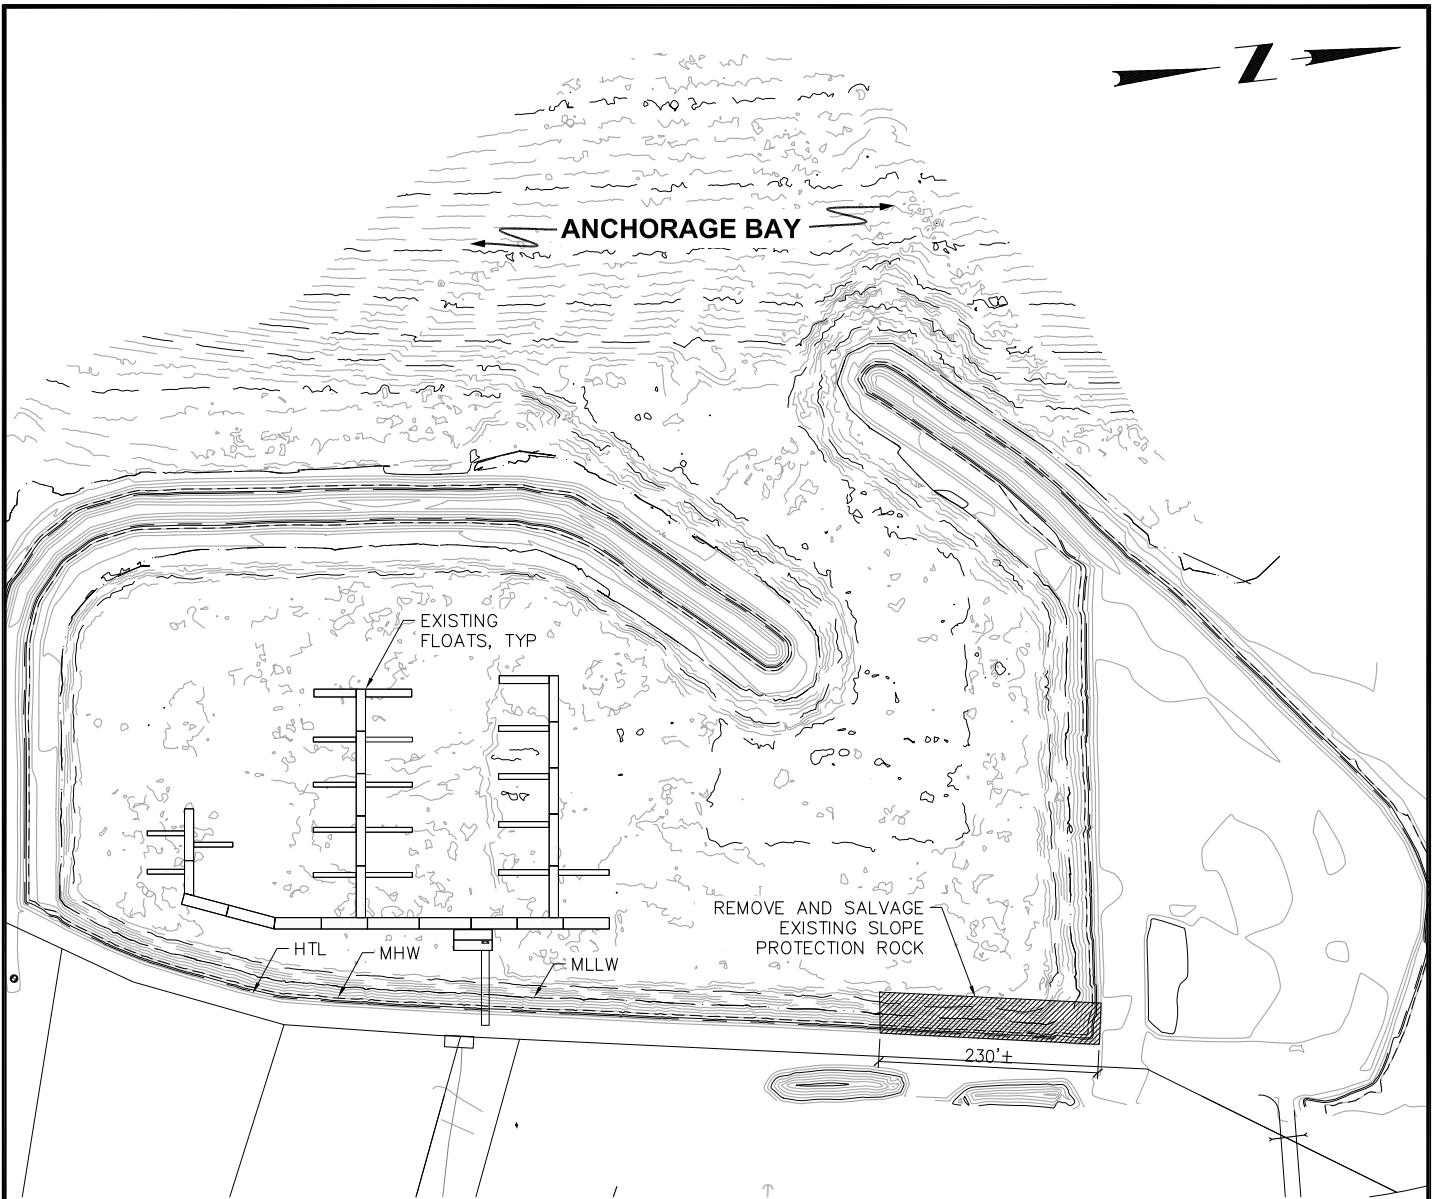 Z
ANCHORAGE BAY
EXISTING
FLOATS, TYP
REMOVE AND SALVAGE
EXISTING SLOPE
PROTECTION ROCK
HTL
MHW
MLLW
230'±